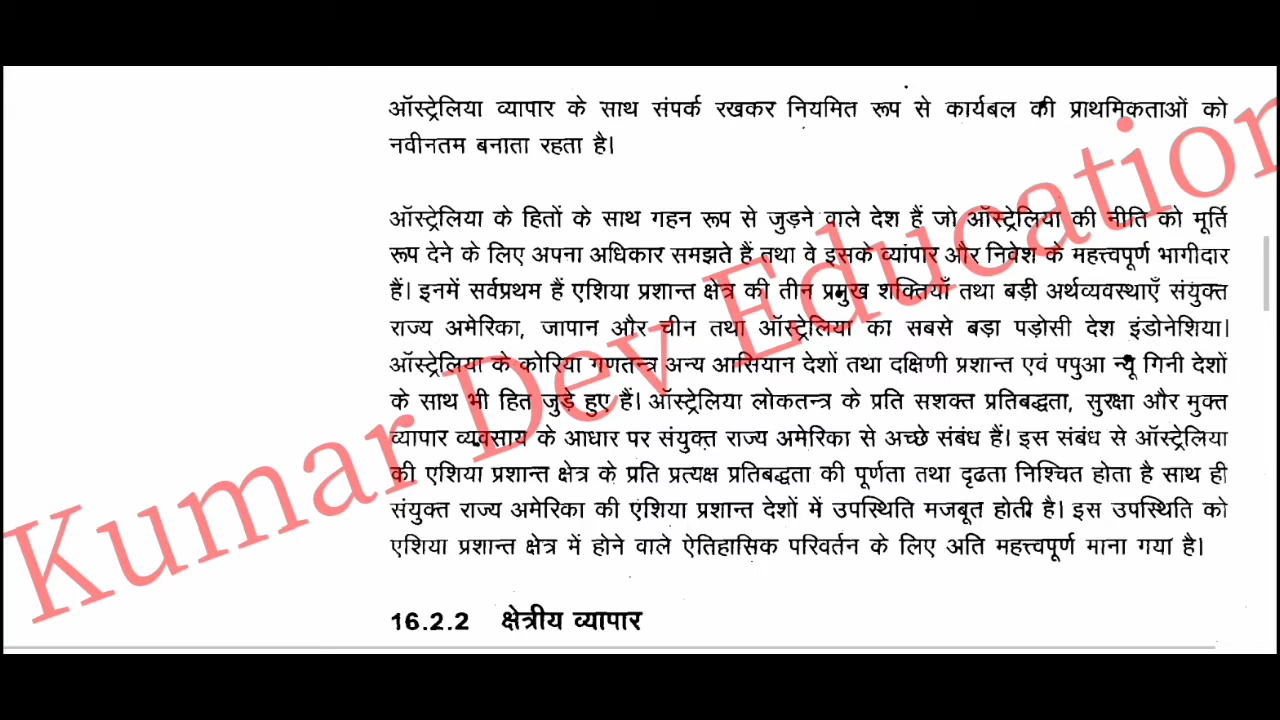 ऑस्ट्रेलिया व्यापार के साथ संपर्क रखकर नियमित रूप से कार्यबल की प्राथमिकताओं को
नवीनतम बनाता रहता है।
ऑस्ट्रेलिया के हितों के साथ गहन रूप से जुड़ने वाले देश हैं जो ऑस्ट्रेलिया की नीति को मूर्ति
रूप देने के लिए अपना अधिकार समझते हैं तथा वे इसके व्यांपार और निवेश के महत्त्वपूर्ण भागीदार
हैं। इनमें सर्वप्रथम हैं एशिया प्रशान्त क्षेत्र की तीन प्रमुख शक्तियाँ तथा बड़ी अर्थव्यवस्थाएँ संयुक्त
राज्य अमेरिका, जापान और चीन तथा ऑस्ट्रेलिया का सबसे बड़ा पड़ोसी देश इंडोनेशिया।
ऑस्ट्रेलिया के कोरिया गणतन्त्र अन्य आसियान देशों तथा दक्षिणी प्रशान्त एवं पपुआ न्यू गिनी देशों
के साथ भी हित जुड़े हुए हैं। ऑस्ट्रेलिया लोकतन्त्र के प्रति सशक्त प्रतिबद्धता, सुरक्षा और मुक्त
व्यापार व्यवसाय के आधार पर संयुक्त राज्य अमेरिका से अच्छे संबंध हैं। इस संबंध से ऑस्ट्रेलिया
की एशिया प्रशान्त क्षेत्र के प्रति प्रत्यक्ष प्रतिबद्धता की पूर्णता तथा दृढता निश्चित होता है साथ ही
संयुक्त राज्य अमेरिका की एंशिया प्रशान्त देशों में उपस्थिति मजबूत होती है। इस उपस्थिति को
एशिया प्रशान्त क्षेत्र में होने वाले ऐतिहासिक परिवर्तन के लिए अति महत्त्वपूर्ण माना गया है।
16.2.2 क्षेत्रीय व्यापार
Kumar Dev Education